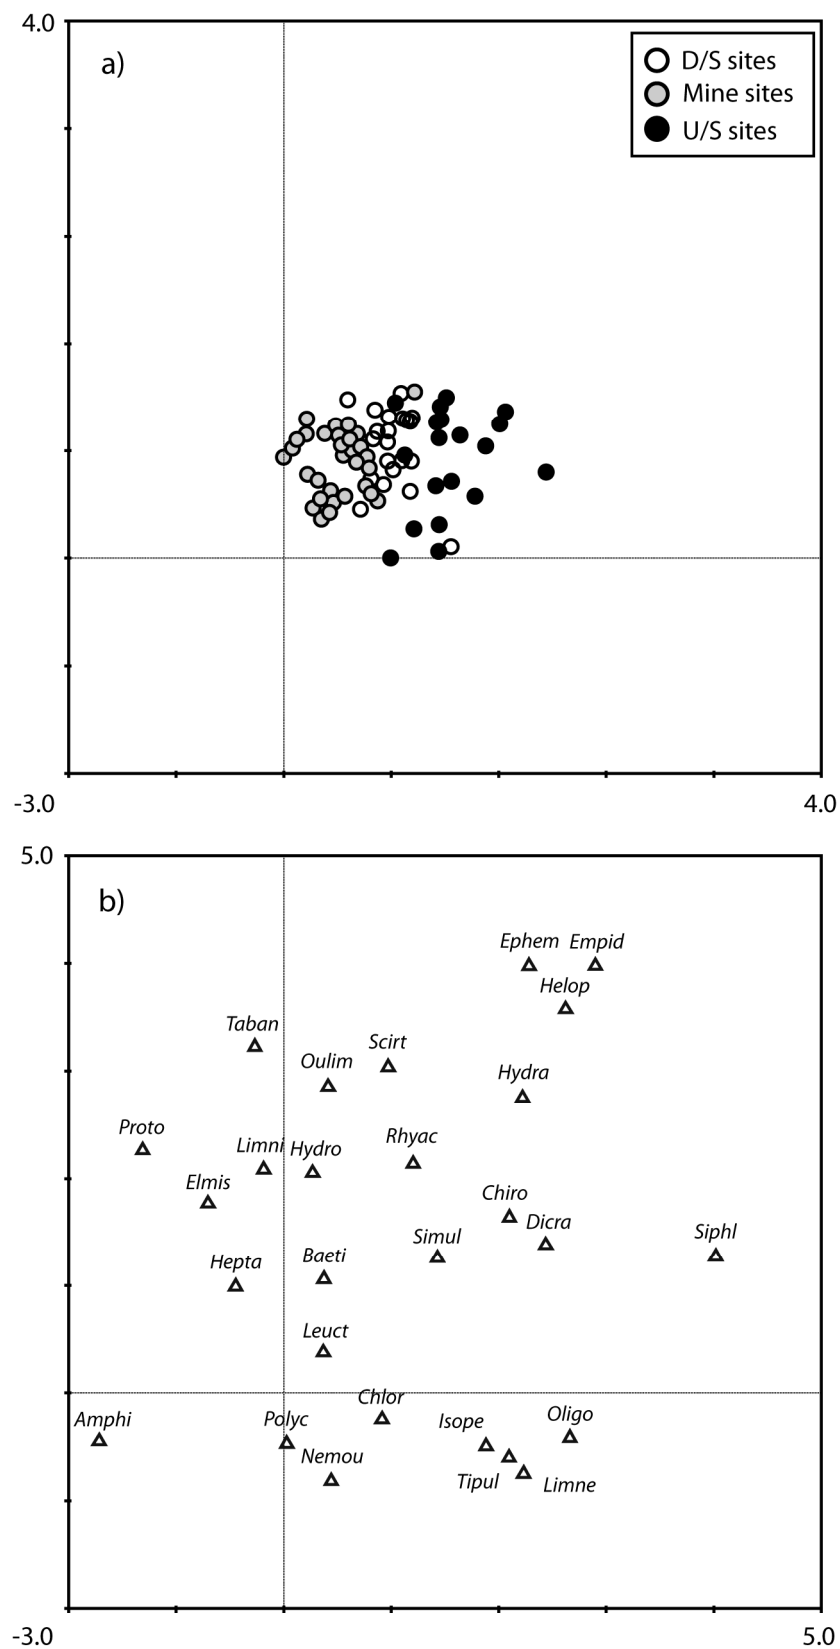 4.0
a)
D/S sites
Mine sites
U/S sites
-3.0
4.0
5.0
b)
Ephem Empid
Helop
Taban
Scirt
Oulim
Hydra
Proto
Rhyac
Limni Hydro
Elmis
Chiro
Dicra
Simul
Siphl
Hepta
Baeti
Leuct
Chlor
Amphi
Polyc
Isope
Oligo
Nemou
Tipul
Limne
-3.0
5.0